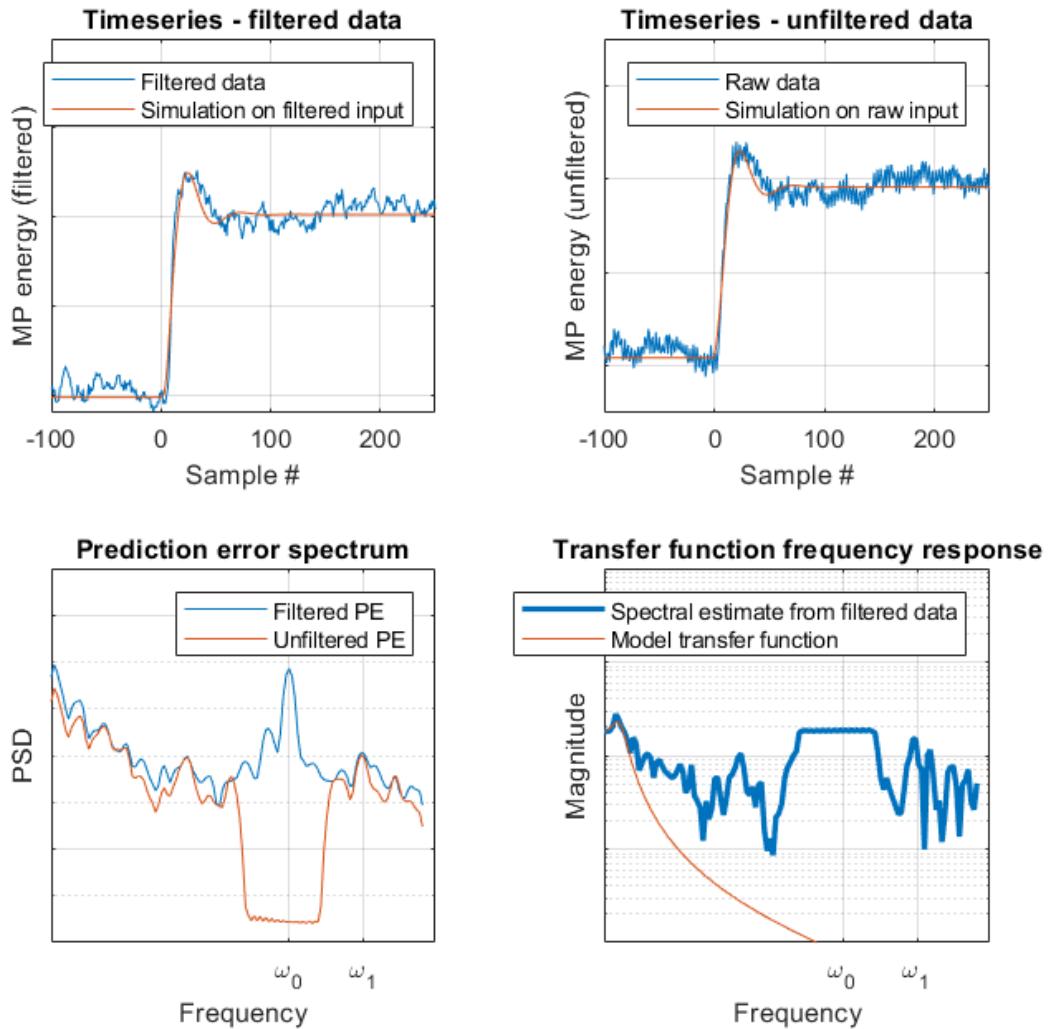 Timeseries - filtered data
Filtered data
Simulation on filtered input
MP energy (filtered)
-100 0 100 200
Sample #
Timeseries - unfiltered data
Raw data
Simulation on raw input
MP energy (unfiltered)
-100 0 100 200
Sample #
Prediction error spectrum
Filtered PE
Unfiltered PE
PSD
ω₀ ω₁
Frequency
Transfer function frequency response
Spectral estimate from filtered data
Model transfer function
Magnitude
ω₀ ω₁
Frequency